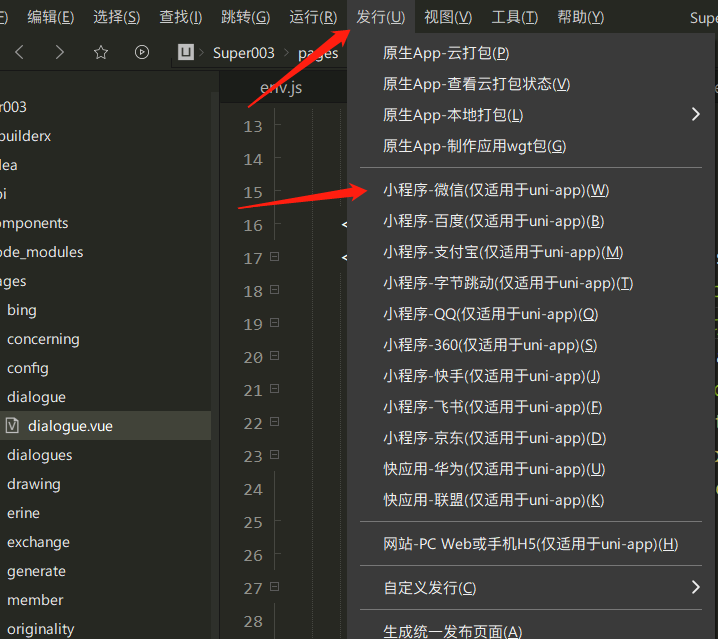 编辑(E) 选择(S) 查找(I) 跳转(G) 运行(R) 发行(U) 视图(V) 工具(T) 帮助(Y) Supe
U Super003 pages
env.js
r003
builderx
dea
pi
mponents
ode_modules
ages
bing
concerning
config
dialogue
dialogue.vue
dialogues
drawing
erine
exchange
generate
member
originality
13
14
15
16
17
18
19
20
21
22
23
24
25
26
27
28
原生App-云打包(P)
原生App-查看云打包状态(V)
原生App-本地打包(L)
原生App-制作应用wgt包(G)
小程序-微信(仅适用于uni-app)(W)
小程序-百度(仅适用于uni-app)(B)
小程序-支付宝(仅适用于uni-app)(M)
小程序-字节跳动(仅适用于uni-app)(T)
小程序-QQ(仅适用于uni-app)(Q)
小程序-360(仅适用于uni-app)(S)
小程序-快手(仅适用于uni-app)(J)
小程序-飞书(仅适用于uni-app)(F)
小程序-京东(仅适用于uni-app)(D)
快应用-华为(仅适用于uni-app)(U)
快应用-联盟(仅适用于uni-app)(K)
网站-PC Web或手机H5(仅适用于uni-app)(H)
自定义发行(C)
生成统一发布页面(A)